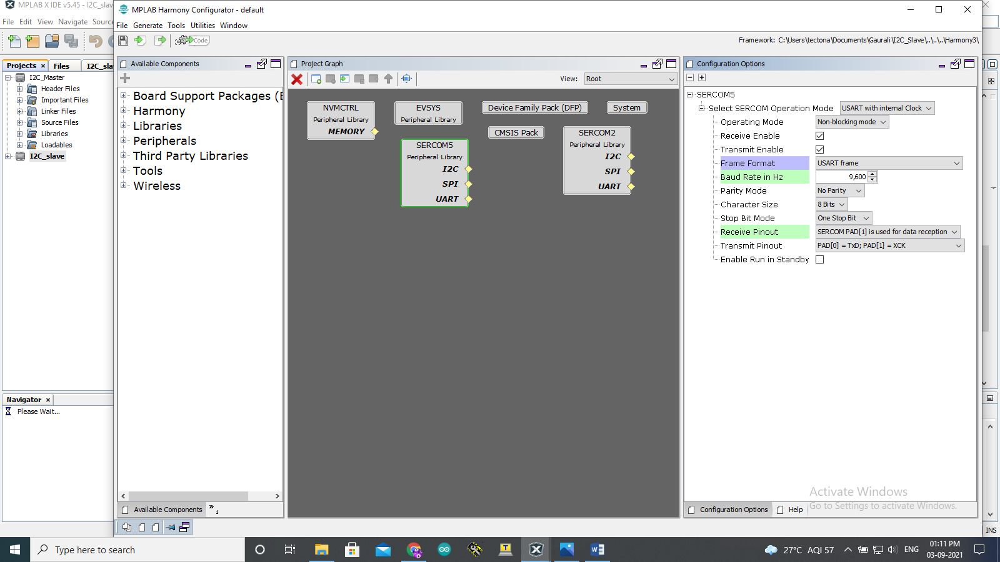 MPLAB X IDE v5.45 - I2C_slav
File Edit View Navigate Sourc
MPLAB Harmony Configurator - default
File Generate Tools Utilities Window
Code
Framework: C:\Users\tectona\Documents\Gaurali\I2C_Slave\..\..\..\Harmony3\
Projects × Files I2C_sla
I2C_Master
Header Files
Important Files
Linker Files
Source Files
Libraries
Loadables
I2C_slave
Navigator ×
Please Wait...
Available Components
Board Support Packages (B
Harmony
Libraries
Peripherals
Third Party Libraries
Tools
Wireless
Available Components
1
Project Graph
View: Root
NVMCTRL
Peripheral Library
MEMORY
EVSYS
Peripheral Library
Device Family Pack (DFP)
System
CMSIS Pack
SERCOM5
Peripheral Library
I2C
SPI
UART
SERCOM2
Peripheral Library
I2C
SPI
UART
Configuration Options
SERCOM5
Select SERCOM Operation Mode USART with internal Clock
Operating Mode Non-blocking mode
Receive Enable
Transmit Enable
Frame Format USART frame
Baud Rate in Hz 9,600
Parity Mode No Parity
Character Size 8 Bits
Stop Bit Mode One Stop Bit
Receive Pinout SERCOM PAD[1] is used for data reception
Transmit Pinout PAD[0] = TxD; PAD[1] = XCK
Enable Run in Standby
Activate Windows
Go to Settings to activate Windows.
Configuration Options Help
INS
Type here to search
27°C AQI 57
ENG
01:11 PM
03-09-2021